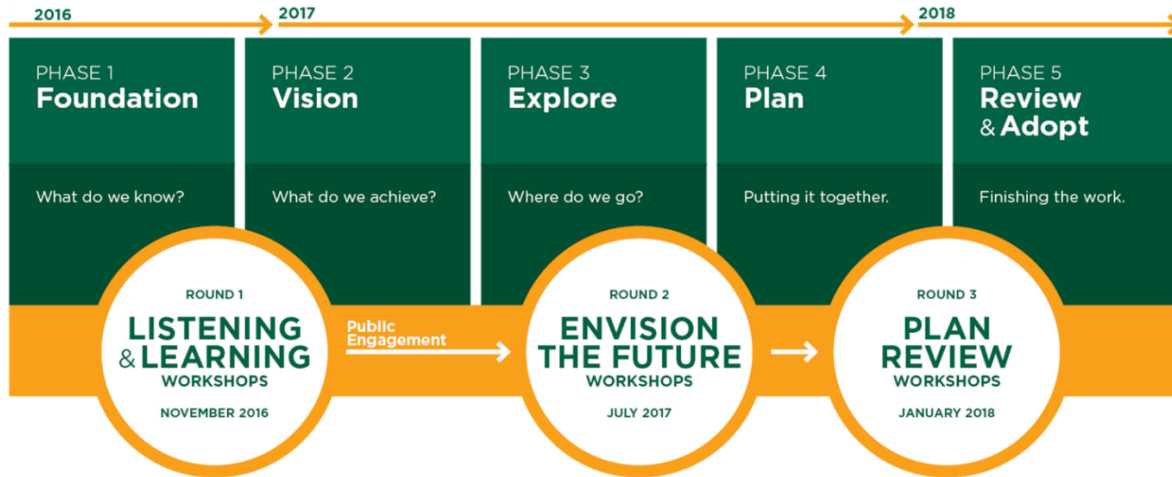 2016
2017
2018
PHASE 1
Foundation
What do we know?
PHASE 2
Vision
What do we achieve?
PHASE 3
Explore
Where do we go?
PHASE 4
Plan
Putting it together.
PHASE 5
Review
& Adopt
Finishing the work.
ROUND 1
LISTENING
& LEARNING
WORKSHOPS
NOVEMBER 2016
Public
Engagement
ROUND 2
ENVISION
THE FUTURE
WORKSHOPS
JULY 2017
ROUND 3
PLAN
REVIEW
WORKSHOPS
JANUARY 2018